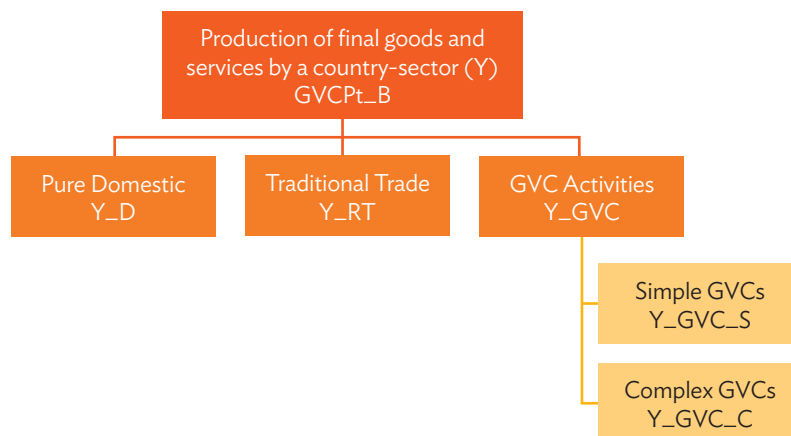 Production of final goods and
services by a country-sector (Y)
GVCPt_B
Pure Domestic
Y_D
Traditional Trade
Y_RT
GVC Activities
Y_GVC
Simple GVCs
Y_GVC_S
Complex GVCs
Y_GVC_C